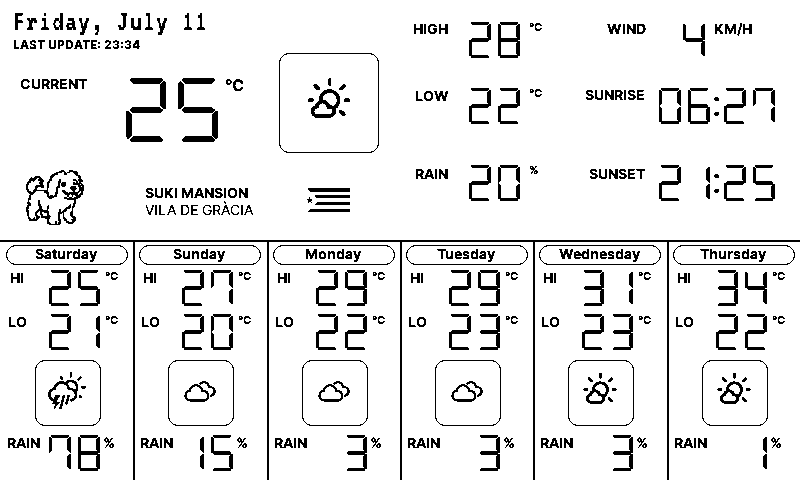 Friday, July 11
LAST UPDATE: 23:34
CURRENT 25 °C
SUKI MANSION
VILA DE GRÀCIA
HIGH 28 °C
LOW 22 °C
RAIN 20 %
WIND 4 KM/H
SUNRISE 06:27
SUNSET 21:25
Saturday
HI 25 °C
LO 21 °C
RAIN 78 %
Sunday
HI 27 °C
LO 20 °C
RAIN 15 %
Monday
HI 29 °C
LO 22 °C
RAIN 3 %
Tuesday
HI 29 °C
LO 23 °C
RAIN 3 %
Wednesday
HI 31 °C
LO 23 °C
RAIN 3 %
Thursday
HI 34 °C
LO 22 °C
RAIN 1 %